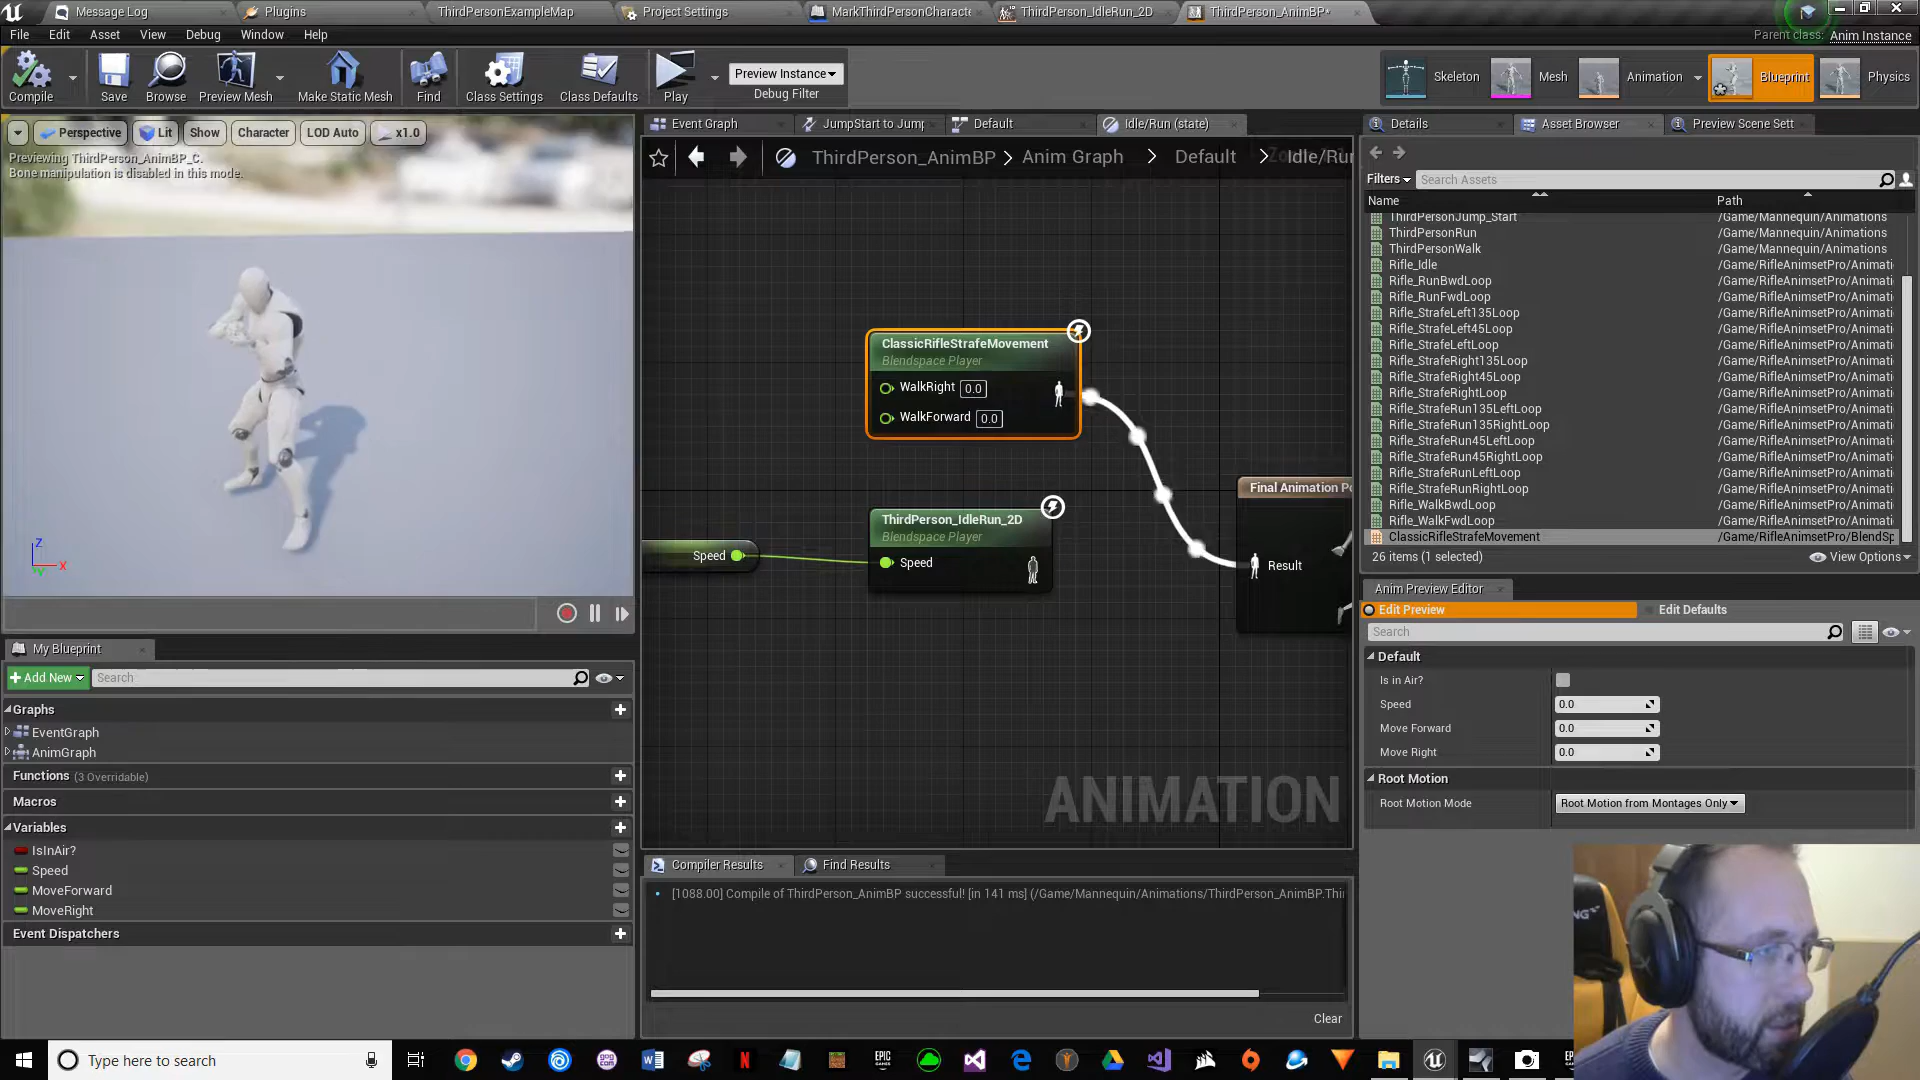 Message Log
Plugins
ThirdPersonExampleMap
Project Settings
MarkThirdPersonCharacte
ThirdPerson_IdleRun_2D
ThirdPerson_AnimBP*
File Edit Asset View Debug Window Help
Parent class: Anim Instance
Compile
Save
Browse
Preview Mesh
Make Static Mesh
Find
Class Settings
Class Defaults
Play
Preview Instance
Debug Filter
Skeleton
Mesh
Animation
Blueprint
Physics
Perspective
Lit
Show
Character
LOD Auto
x1.0
Previewing ThirdPerson_AnimBP_C.
Bone manipulation is disabled in this mode.
Z
X
Y
Event Graph
JumpStart to Jump
Default
Idle/Run (state)
ThirdPerson_AnimBP > Anim Graph > Default > Idle/Run
ClassicRifleStrafeMovement
Blendspace Player
WalkRight 0.0
WalkForward 0.0
ThirdPerson_IdleRun_2D
Blendspace Player
Speed
Speed
Final Animation Po
Result
ANIMATION
Compiler Results
Find Results
[1088.00] Compile of ThirdPerson_AnimBP successful! [in 141 ms] (/Game/Mannequin/Animations/ThirdPerson_AnimBP.Thir
Clear
My Blueprint
Add New
Search
Graphs
EventGraph
AnimGraph
Functions (3 Overridable)
Macros
Variables
IsInAir?
Speed
MoveForward
MoveRight
Event Dispatchers
Details
Asset Browser
Preview Scene Sett
Filters
Search Assets
Name Path
ThirdPersonJump_Start /Game/Mannequin/Animations
ThirdPersonRun /Game/Mannequin/Animations
ThirdPersonWalk /Game/Mannequin/Animations
Rifle_Idle /Game/RifleAnimsetPro/Animati
Rifle_RunBwdLoop /Game/RifleAnimsetPro/Animati
Rifle_RunFwdLoop /Game/RifleAnimsetPro/Animati
Rifle_StrafeLeft135Loop /Game/RifleAnimsetPro/Animati
Rifle_StrafeLeft45Loop /Game/RifleAnimsetPro/Animati
Rifle_StrafeLeftLoop /Game/RifleAnimsetPro/Animati
Rifle_StrafeRight135Loop /Game/RifleAnimsetPro/Animati
Rifle_StrafeRight45Loop /Game/RifleAnimsetPro/Animati
Rifle_StrafeRightLoop /Game/RifleAnimsetPro/Animati
Rifle_StrafeRun135LeftLoop /Game/RifleAnimsetPro/Animati
Rifle_StrafeRun135RightLoop /Game/RifleAnimsetPro/Animati
Rifle_StrafeRun45LeftLoop /Game/RifleAnimsetPro/Animati
Rifle_StrafeRun45RightLoop /Game/RifleAnimsetPro/Animati
Rifle_StrafeRunLeftLoop /Game/RifleAnimsetPro/Animati
Rifle_StrafeRunRightLoop /Game/RifleAnimsetPro/Animati
Rifle_WalkBwdLoop /Game/RifleAnimsetPro/Animati
Rifle_WalkFwdLoop /Game/RifleAnimsetPro/Animati
ClassicRifleStrafeMovement /Game/RifleAnimsetPro/BlendSp
26 items (1 selected)
View Options
Anim Preview Editor
Edit Preview
Edit Defaults
Search
Default
Is in Air?
Speed 0.0
Move Forward 0.0
Move Right 0.0
Root Motion
Root Motion Mode Root Motion from Montages Only
Type here to search
EPIC